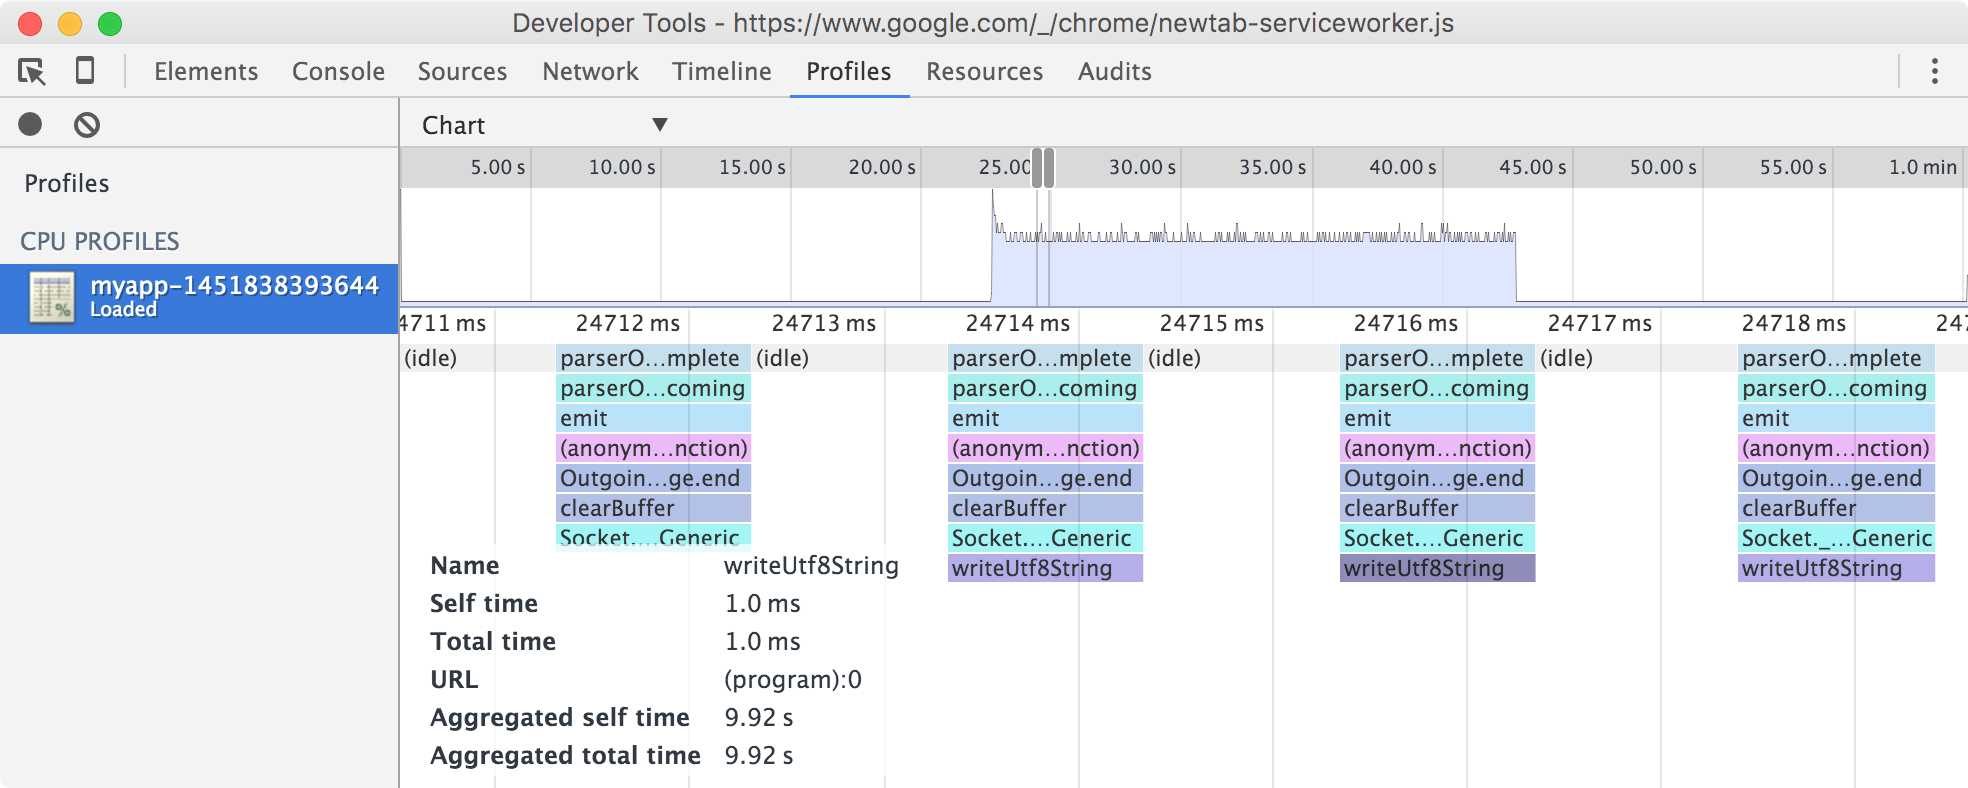 Developer Tools - https://www.google.com/_/chrome/newtab-serviceworker.js
Elements Console Sources Network Timeline Profiles Resources Audits
Chart ▼
Profiles
CPU PROFILES
myapp-1451838393644
Loaded
%
5.00 s 10.00 s 15.00 s 20.00 s 25.00 30.00 s 35.00 s 40.00 s 45.00 s 50.00 s 55.00 s 1.0 min
4711 ms 24712 ms 24713 ms 24714 ms 24715 ms 24716 ms 24717 ms 24718 ms 247
(idle) parserO...mplete (idle) parserO...mplete (idle) parserO...mplete (idle) parserO...mplete
parserO...coming parserO...coming parserO...coming parserO...coming
emit emit emit emit
(anonym...nction) (anonym...nction) (anonym...nction) (anonym...nction)
Outgoin...ge.end Outgoin...ge.end Outgoin...ge.end Outgoin...ge.end
clearBuffer clearBuffer clearBuffer clearBuffer
Socket....Generic Socket....Generic Socket....Generic Socket._...Generic
writeUtf8String writeUtf8String writeUtf8String
Name writeUtf8String
Self time 1.0 ms
Total time 1.0 ms
URL (program):0
Aggregated self time 9.92 s
Aggregated total time 9.92 s